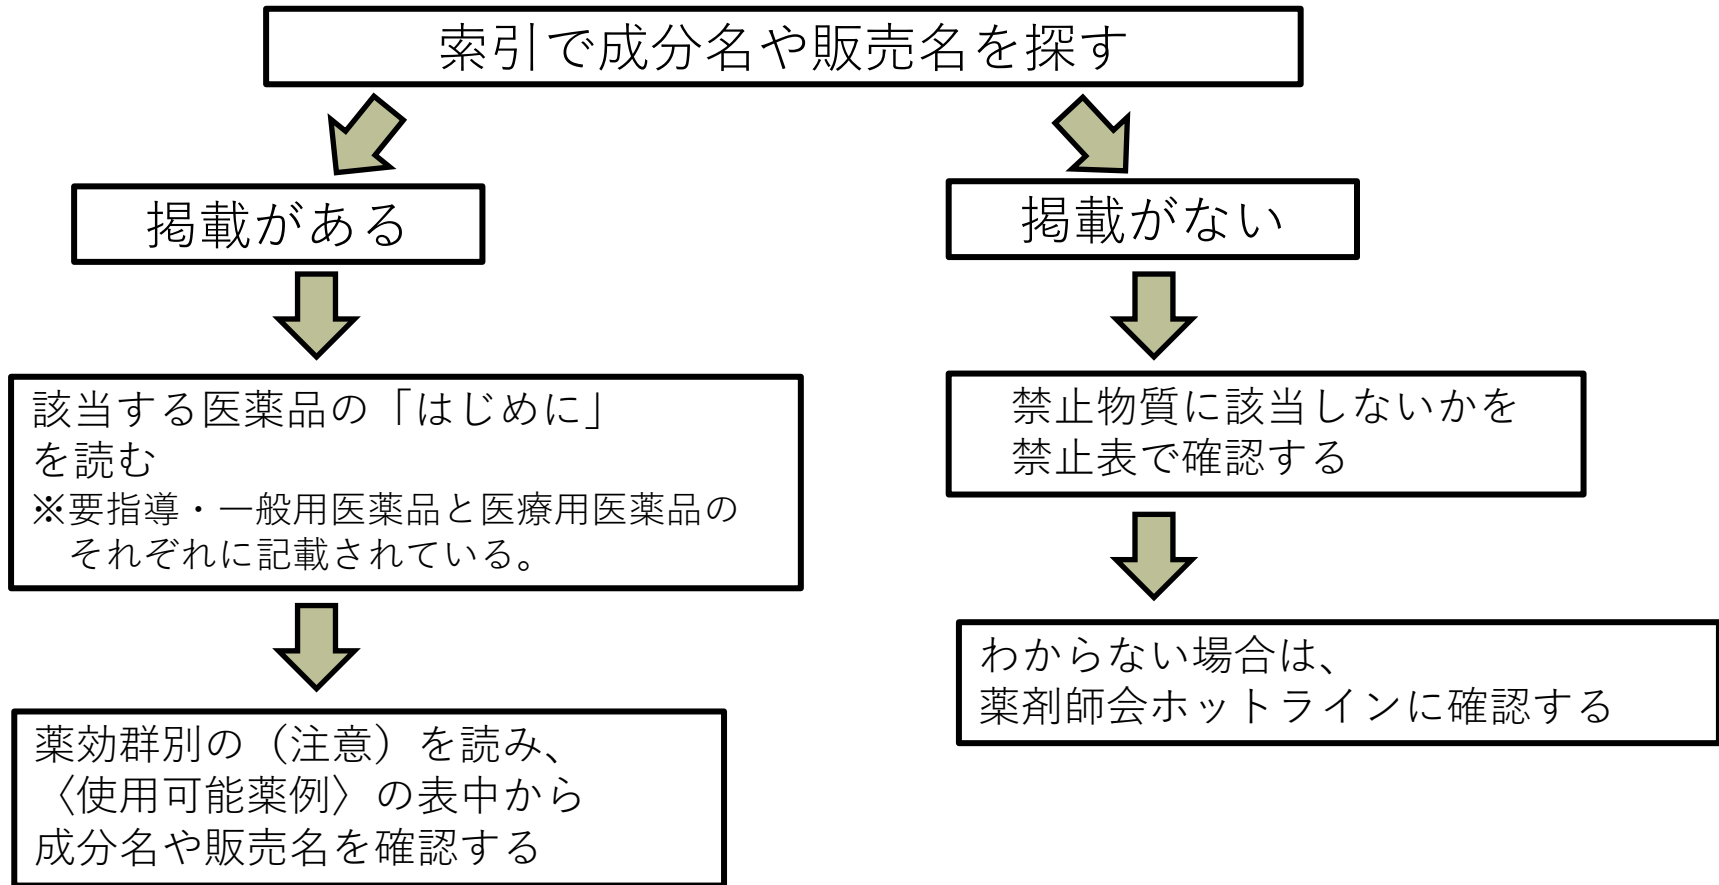 索引で成分名や販売名を探す
掲載がある
掲載がない
該当する医薬品の「はじめに」
を読む
※要指導・一般用医薬品と医療用医薬品の
それぞれに記載されている。
禁止物質に該当しないかを
禁止表で確認する
わからない場合は、
薬剤師会ホットラインに確認する
薬効群別の（注意）を読み、
〈使用可能薬例〉の表中から
成分名や販売名を確認する